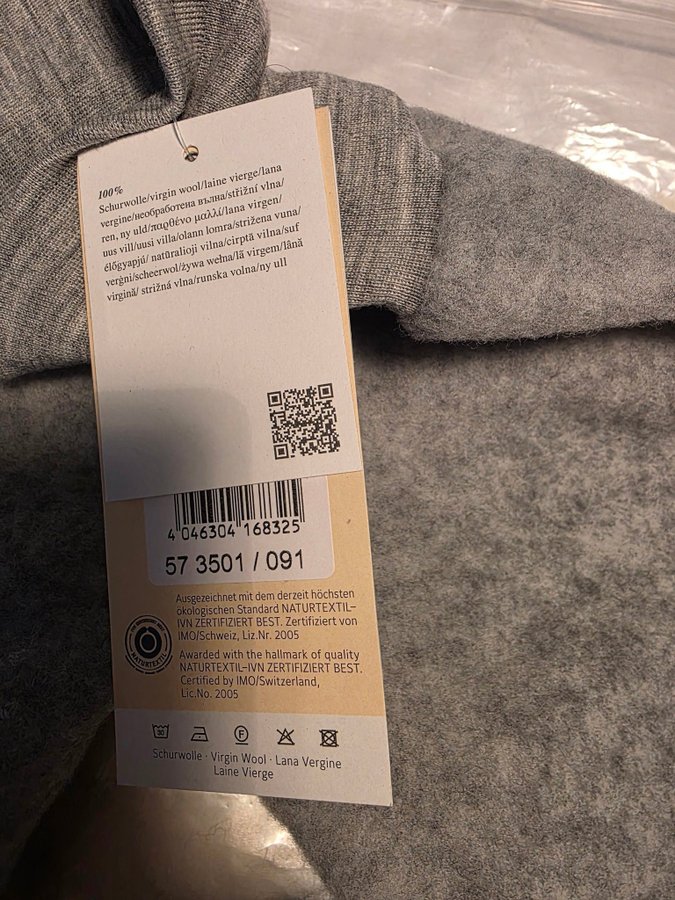 100%
Schurwolle/virgin wool/laine vierge/lana
vergine/необработена вълна/střižní vlna/
ren, ny uld/παρθένο μαλλί/lana virgen/
uus vill/uusi villa/olann lomra/strižena vuna/
élőgyapjú/ natūralioji vilna/cirptā vilna/suf
verġni/scheerwol/żywa wełna/lã virgem/lână
virgină/ strižná vlna/runska volna/ny ull
4 046304 168325
57 3501 / 091
Ausgezeichnet mit dem derzeit höchsten
ökologischen Standard NATURTEXTIL–
IVN ZERTIFIZIERT BEST. Zertifiziert von
IMO/Schweiz, Liz.Nr. 2005
NATURTEXTIL
Awarded with the hallmark of quality
NATURTEXTIL–IVN ZERTIFIZIERT BEST.
Certified by IMO/Switzerland,
Lic.No. 2005
30 F
Schurwolle · Virgin Wool · Lana Vergine
Laine Vierge